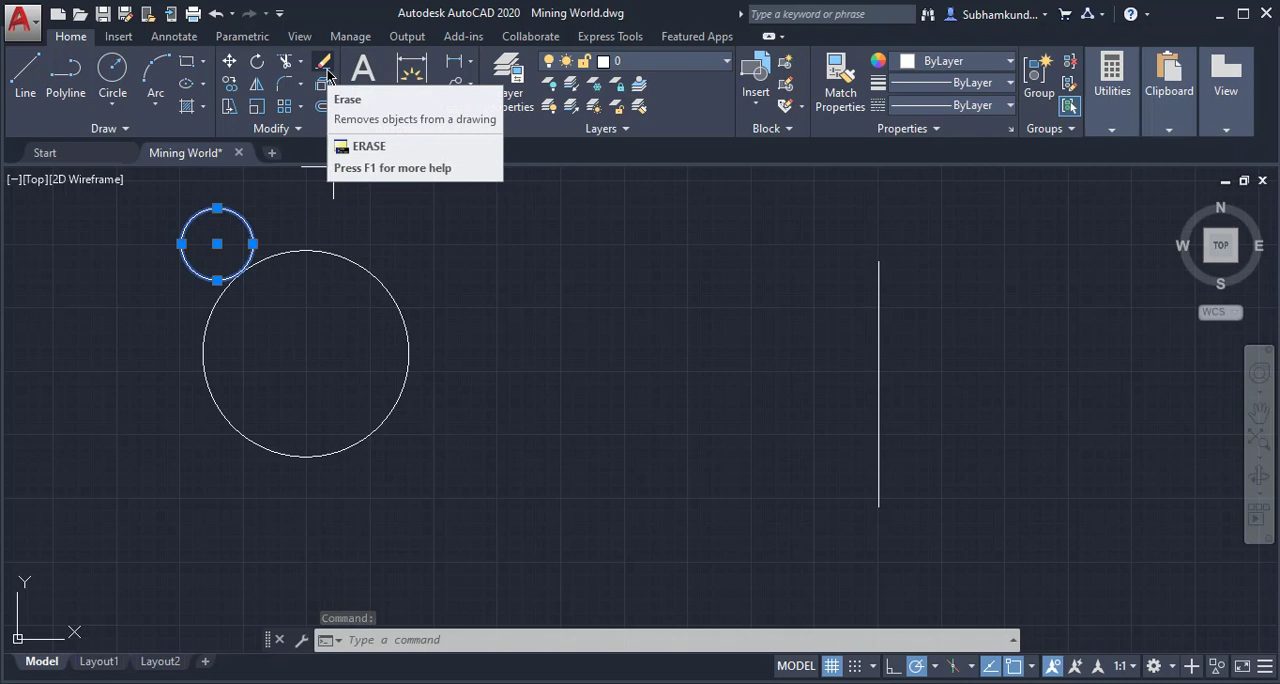 Autodesk AutoCAD 2020 Mining World.dwg
Type a keyword or phrase
Subhamkund...
Home Insert Annotate Parametric View Manage Output Add-ins Collaborate Express Tools Featured Apps
Line Polyline Circle Arc
A
Layer
Properties
0
Insert
Match
Properties
ByLayer
ByLayer
ByLayer
Group
Utilities
Clipboard
View
Draw
Modify
Layers
Block
Properties
Groups
Erase
Removes objects from a drawing
ERASE
Press F1 for more help
Start
Mining World*
[−][Top][2D Wireframe]
N
W
TOP
E
S
WCS
Y
X
Command:
Type a command
Model Layout1 Layout2
MODEL
1:1